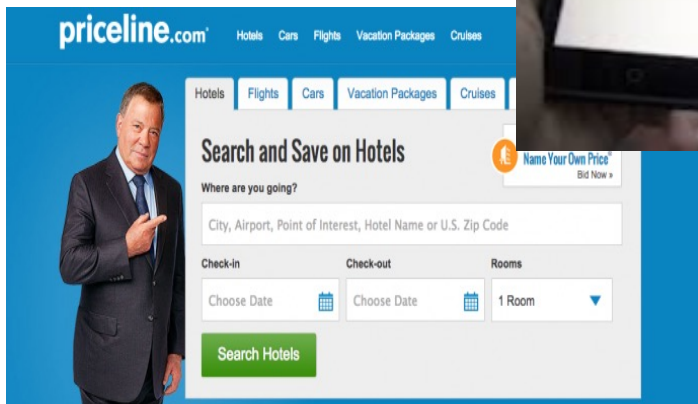 priceline.com
Hotels Cars Flights Vacation Packages Cruises
Hotels Flights Cars Vacation Packages Cruises
Search and Save on Hotels
Name Your Own Price®
Bid Now »
Where are you going?
City, Airport, Point of Interest, Hotel Name or U.S. Zip Code
Check-in Check-out Rooms
Choose Date Choose Date 1 Room
Search Hotels